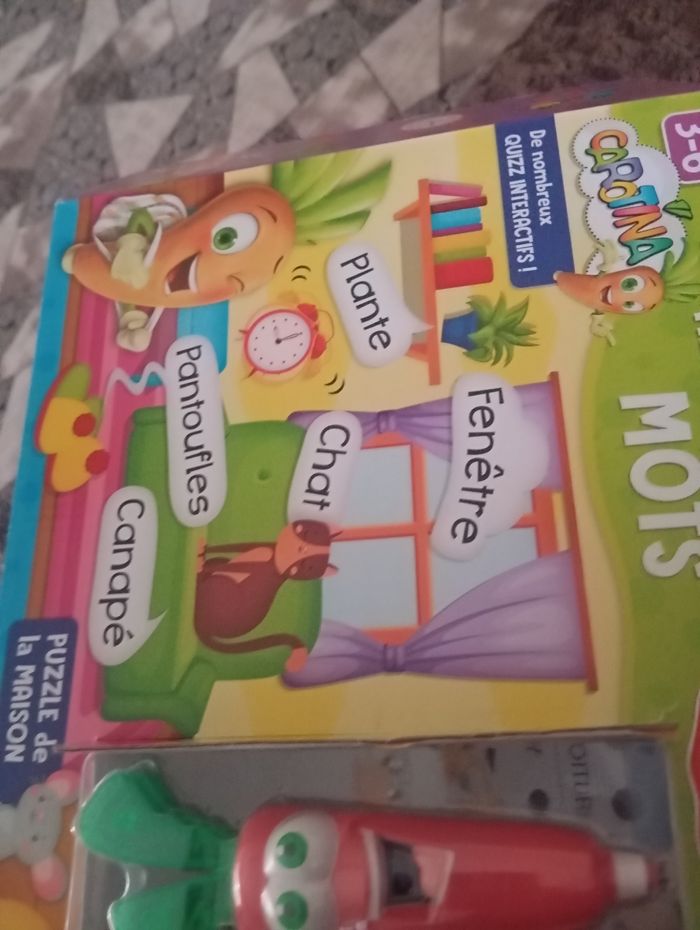 3-6
CAROTINA
De nombreux
QUIZZ INTERACTIFS !
MOTS
Plante
Fenêtre
Pantoufles
Chat
Canapé
PUZZLE de
la MAISON